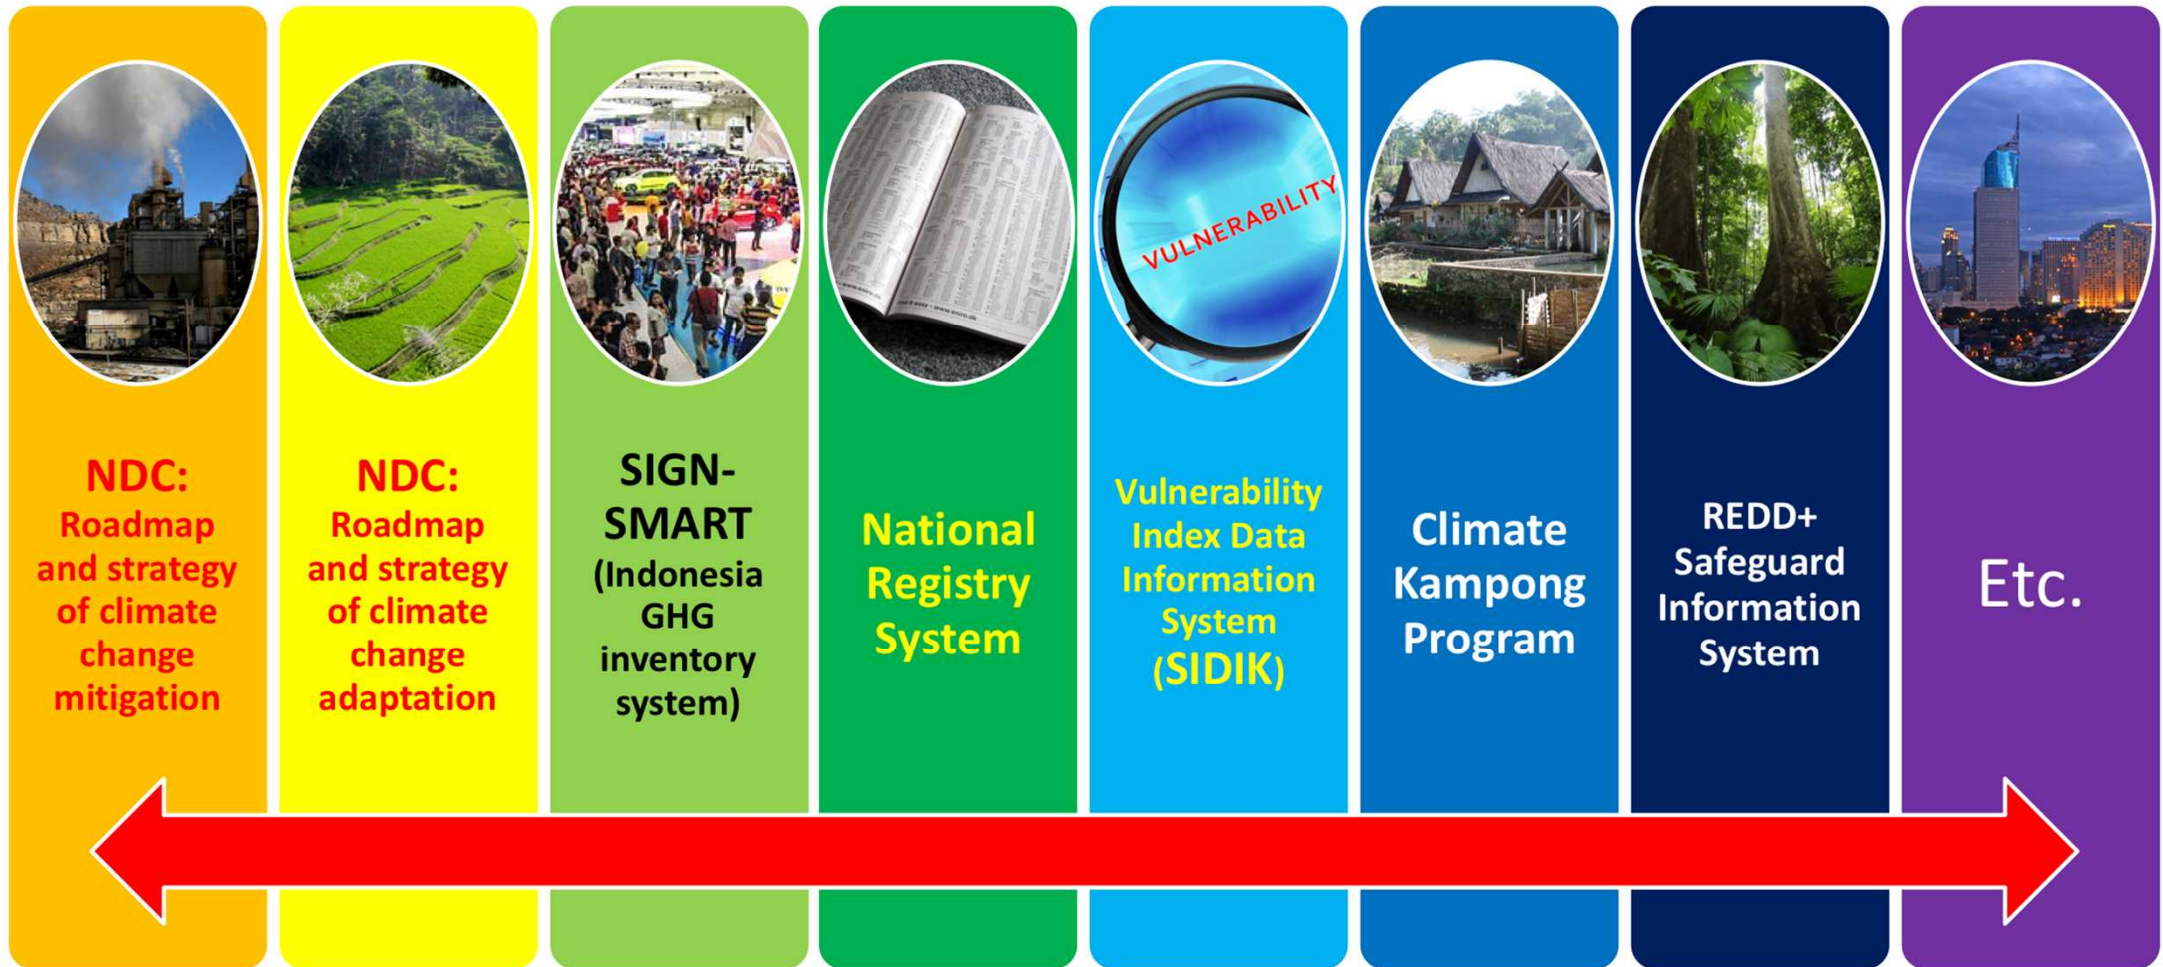 VULNERABILITY
NDC:
Roadmap
and strategy
of climate
change
mitigation
NDC:
Roadmap
and strategy
of climate
change
adaptation
SIGN-
SMART
(Indonesia
GHG
inventory
system)
National
Registry
System
Vulnerability
Index Data
Information
System
(SIDIK)
Climate
Kampong
Program
REDD+
Safeguard
Information
System
Etc.